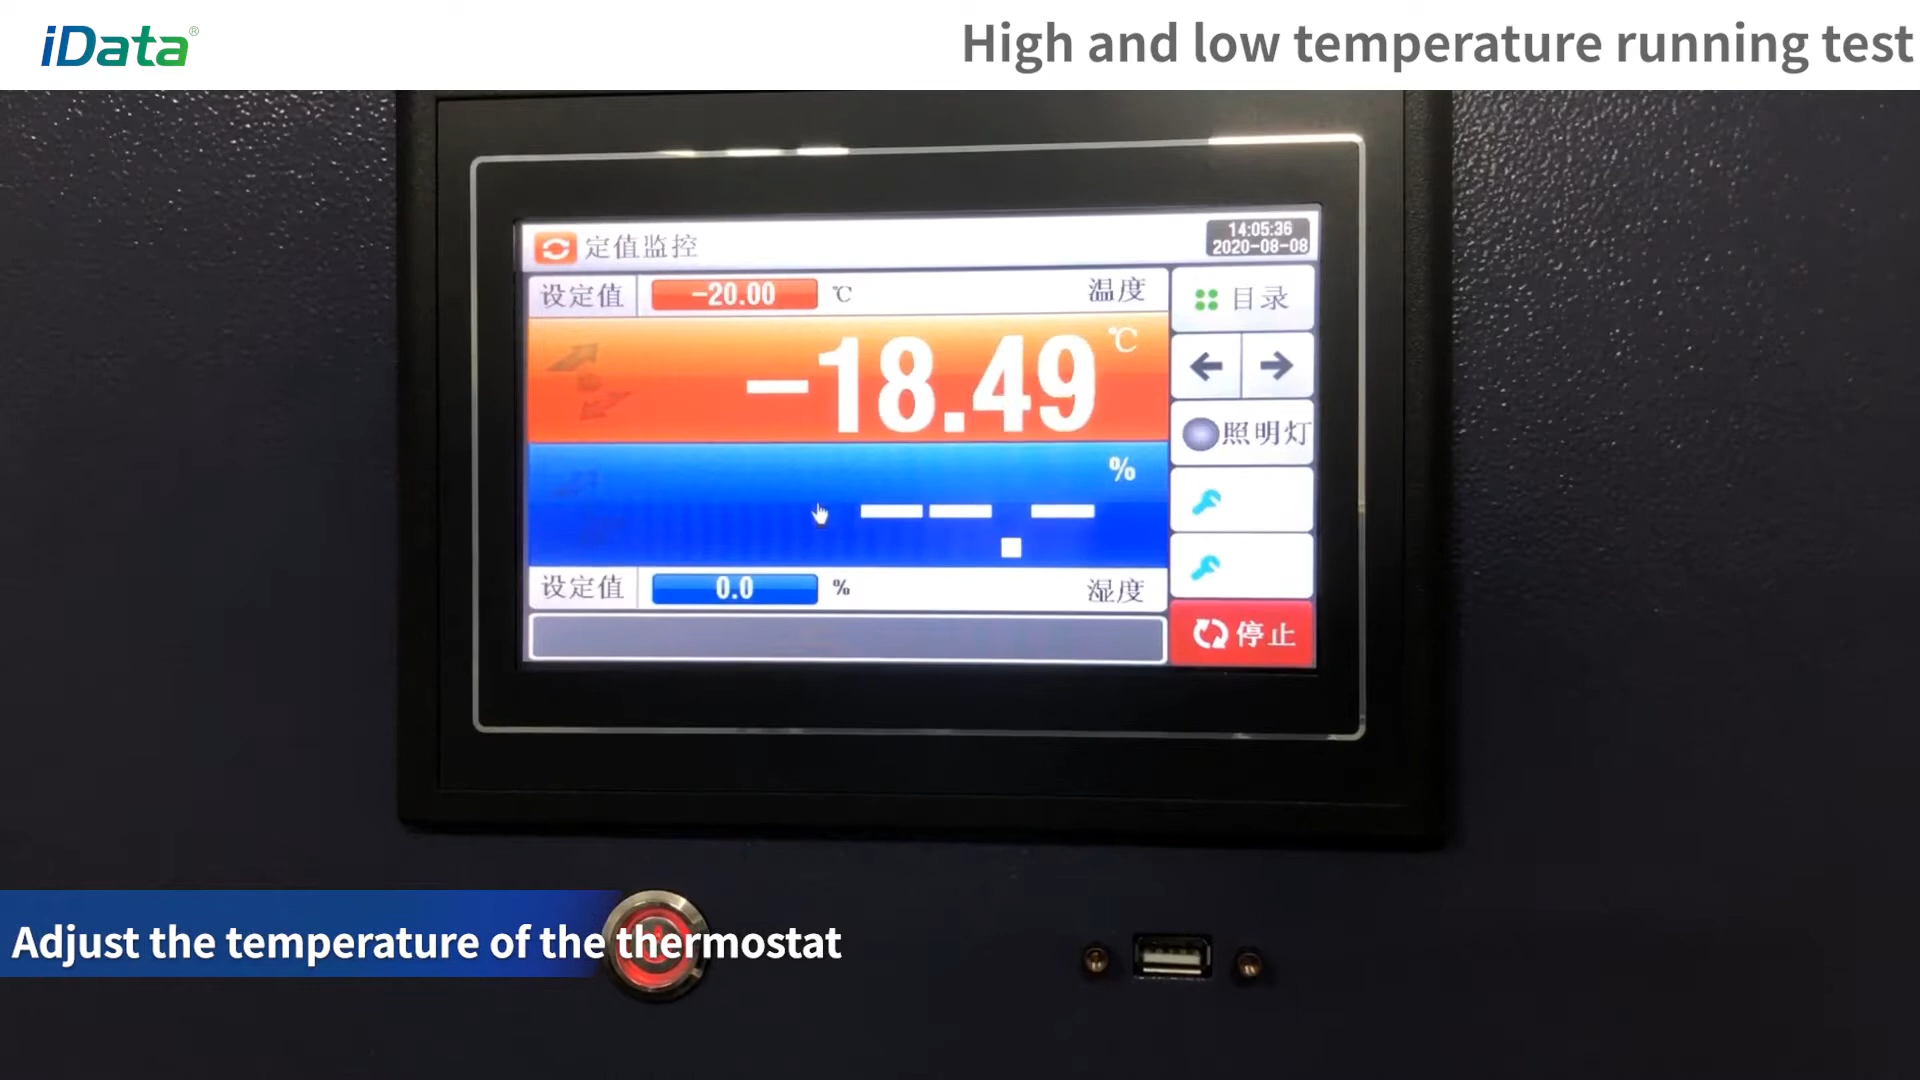 iData®
High and low temperature running test
定值监控
14:05:36
2020-08-08
设定值 -20.00 ℃ 温度
目录
-18.49 ℃
照明灯
%
-- . -
设定值 0.0 % 湿度
停止
Adjust the temperature of the thermostat